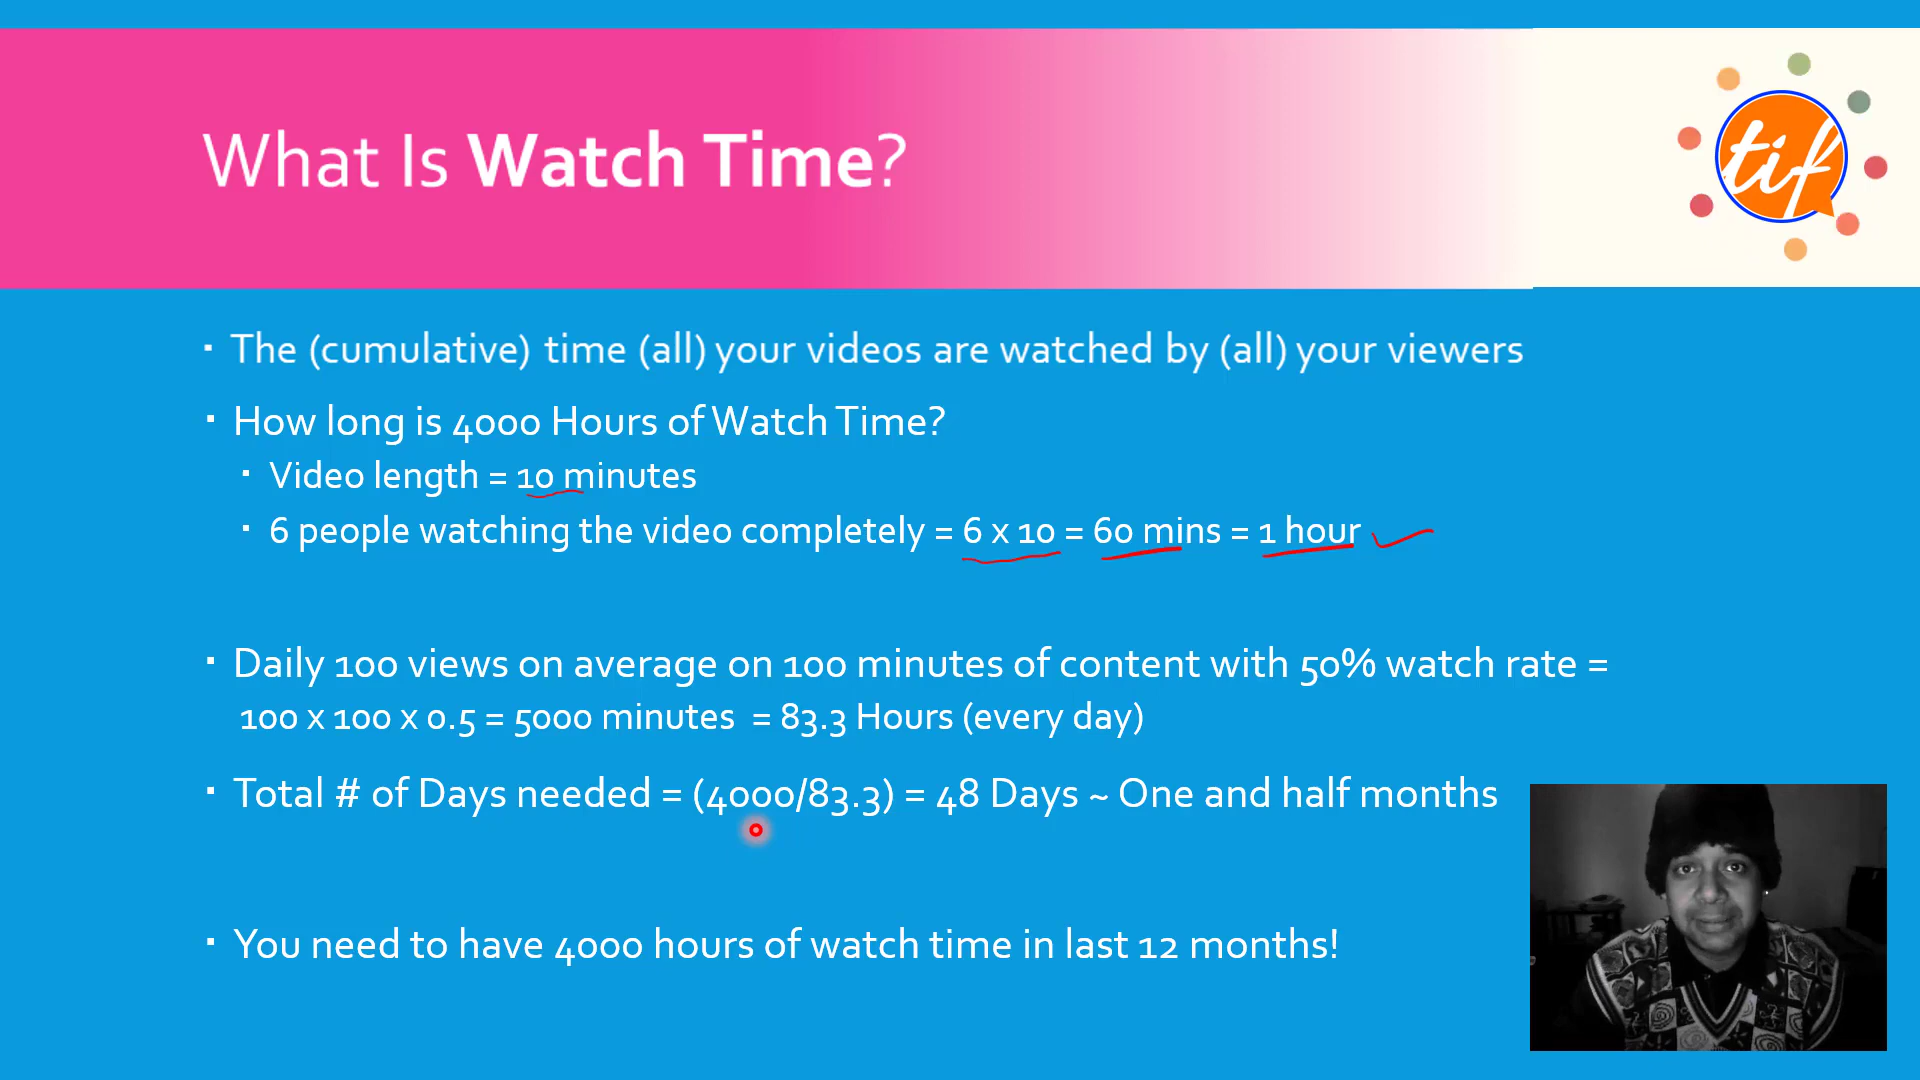 What Is Watch Time?
tif
The (cumulative) time (all) your videos are watched by (all) your viewers
How long is 4000 Hours of Watch Time?
Video length = 10 minutes
6 people watching the video completely = 6 x 10 = 60 mins = 1 hour
Daily 100 views on average on 100 minutes of content with 50% watch rate =
100 x 100 x 0.5 = 5000 minutes = 83.3 Hours (every day)
Total # of Days needed = (4000/83.3) = 48 Days ~ One and half months
You need to have 4000 hours of watch time in last 12 months!